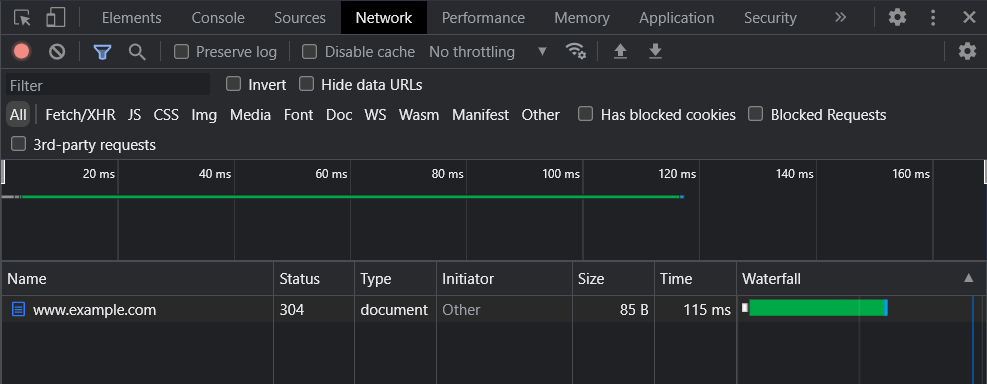 Elements Console Sources Network Performance Memory Application Security »
Preserve log Disable cache No throttling
Filter Invert Hide data URLs
All Fetch/XHR JS CSS Img Media Font Doc WS Wasm Manifest Other Has blocked cookies Blocked Requests
3rd-party requests
20 ms 40 ms 60 ms 80 ms 100 ms 120 ms 140 ms 160 ms
Name Status Type Initiator Size Time Waterfall
www.example.com 304 document Other 85 B 115 ms